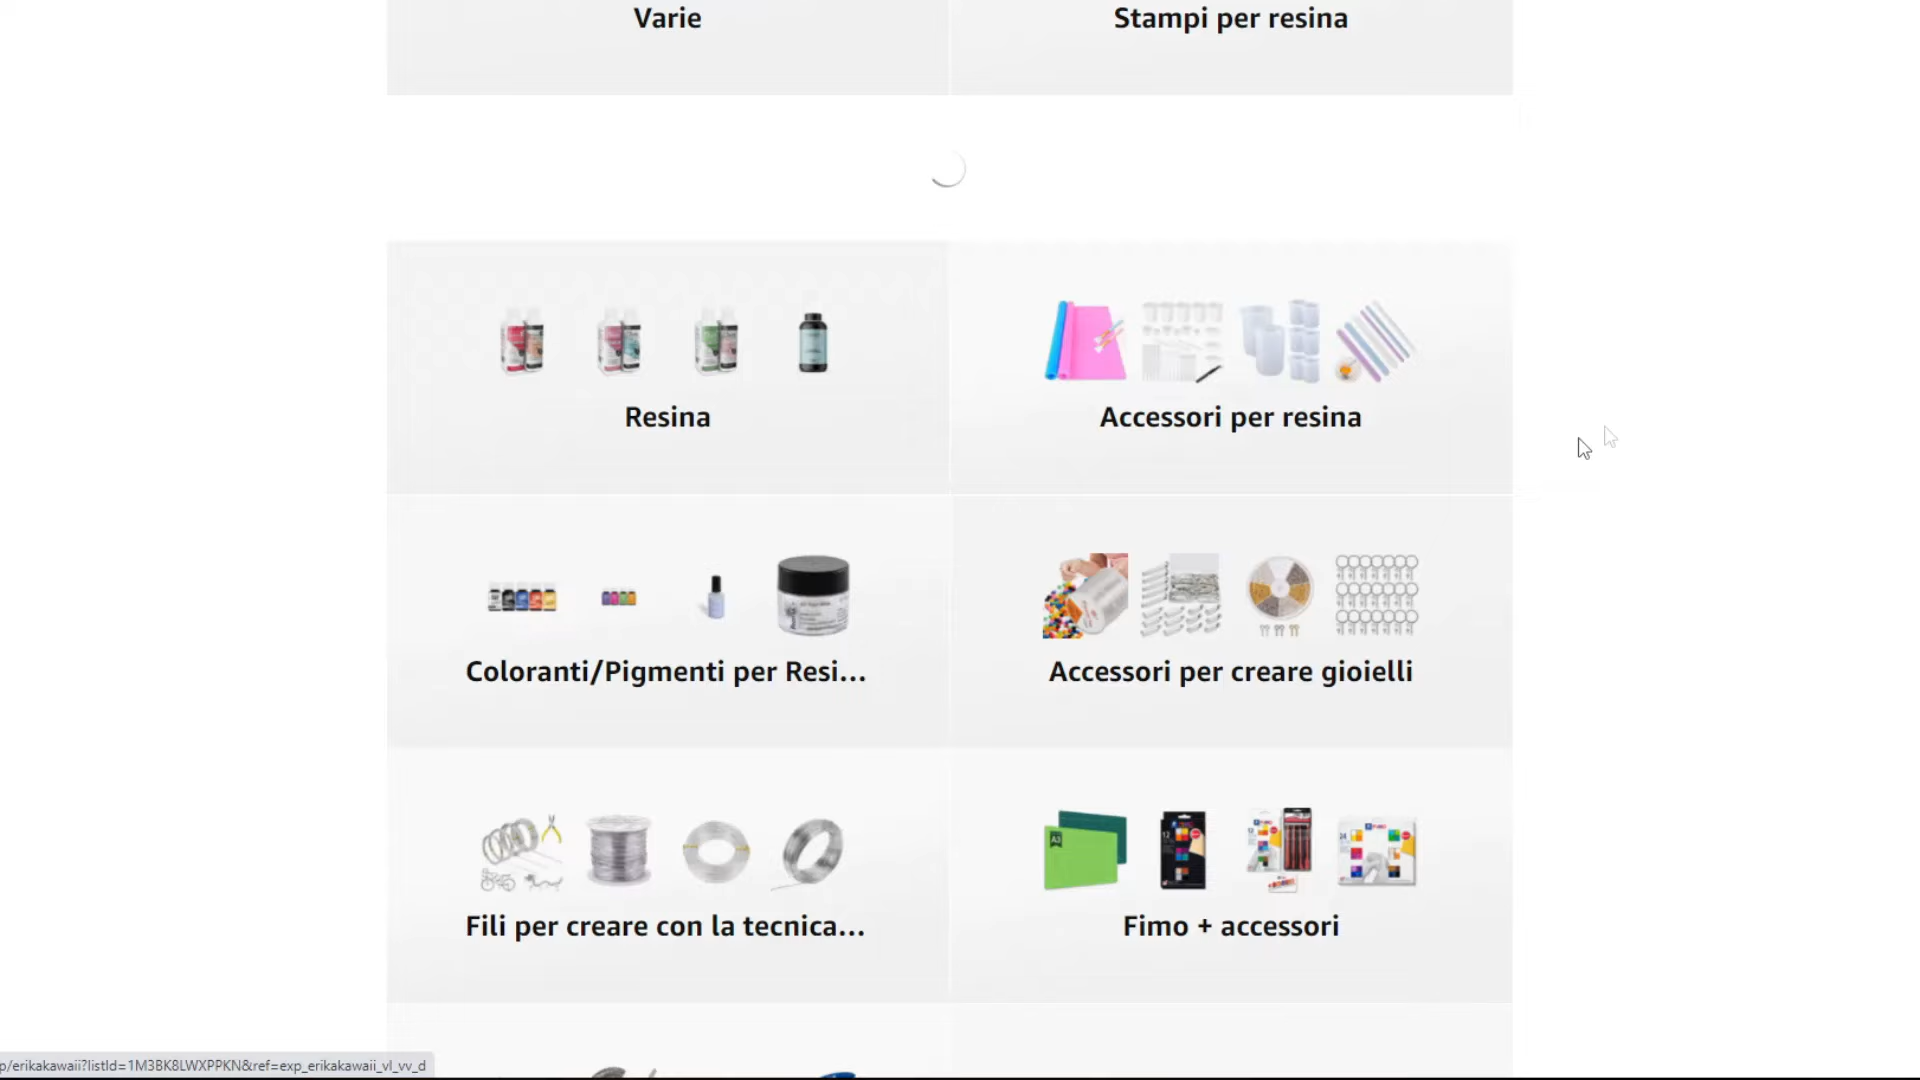 Varie
Stampi per resina
Resina
Accessori per resina
Coloranti/Pigmenti per Resi...
Accessori per creare gioielli
Fili per creare con la tecnica...
Fimo + accessori
p/erikakawaii?listId=1M3BK8LWXPPKN&ref=exp_erikakawaii_vl_vv_d